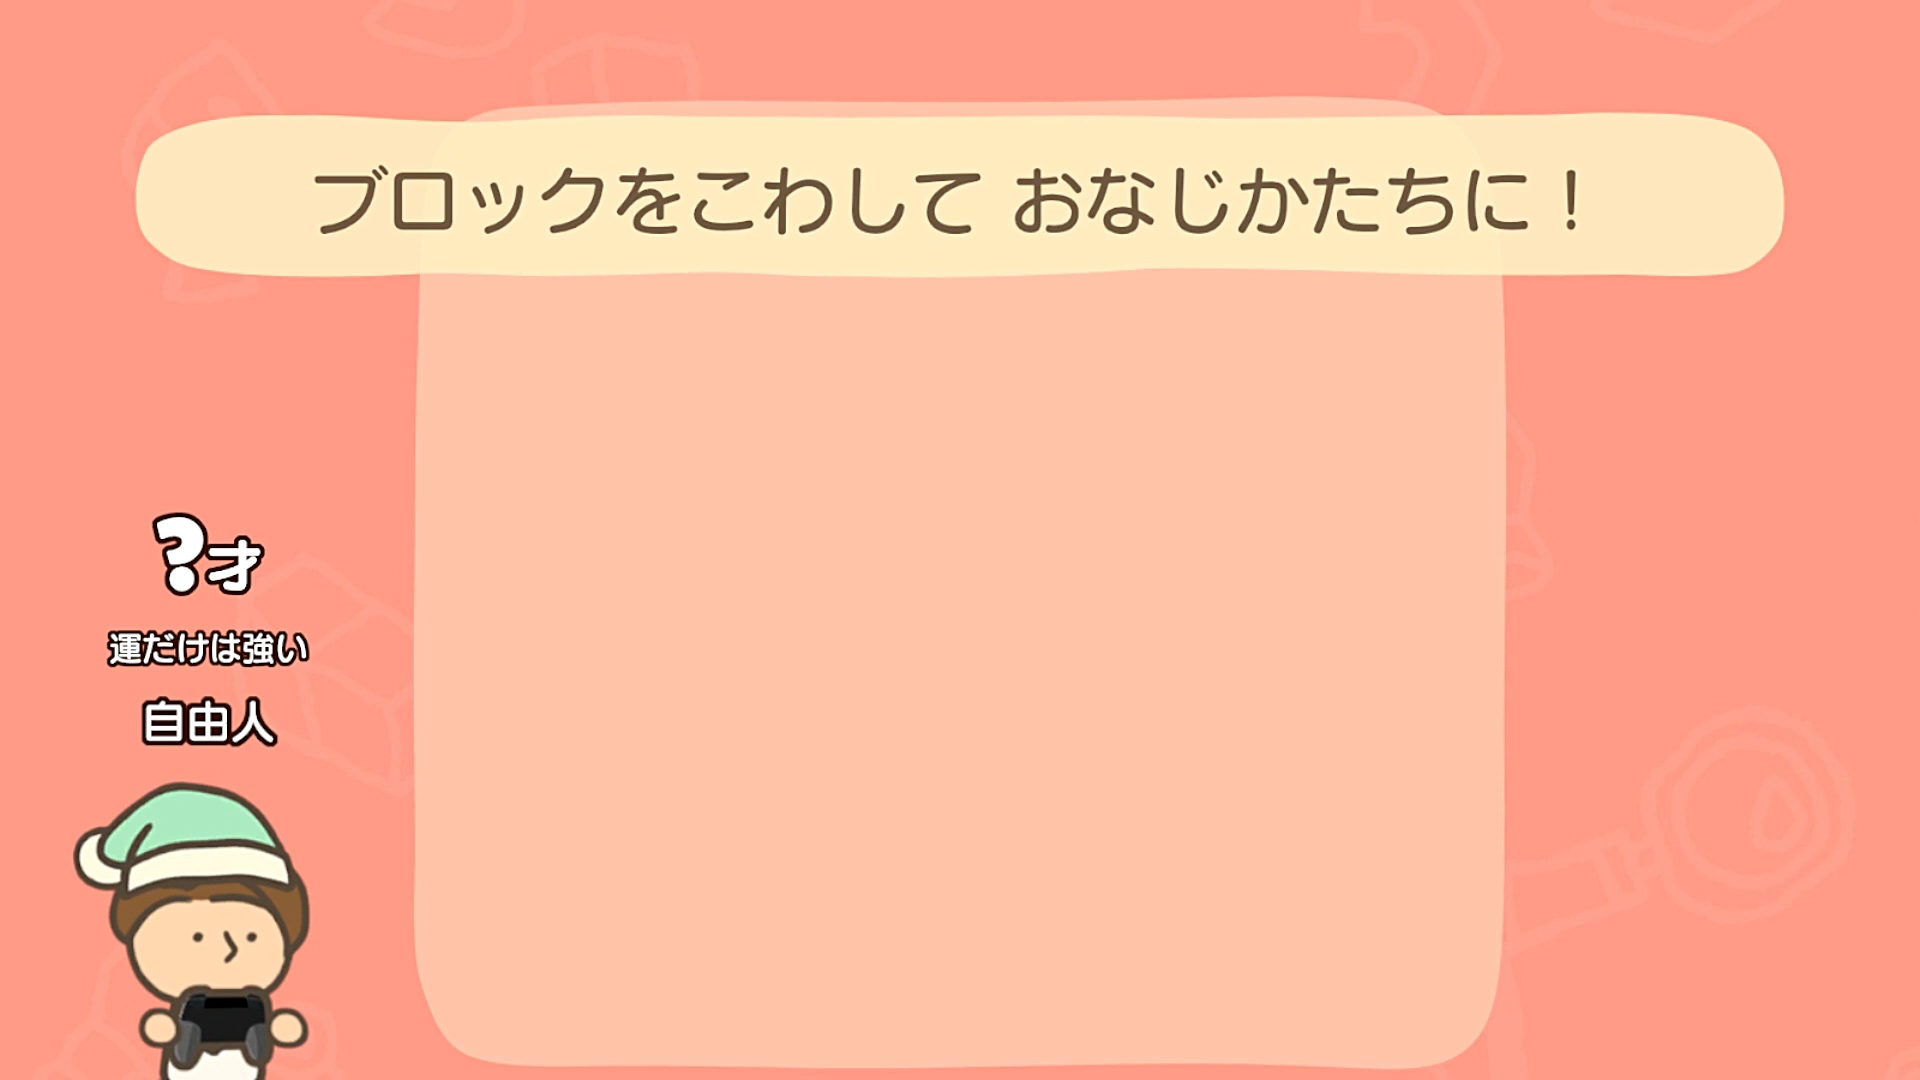 ブロックをこわして おなじかたちに！
?才
運だけは強い
自由人